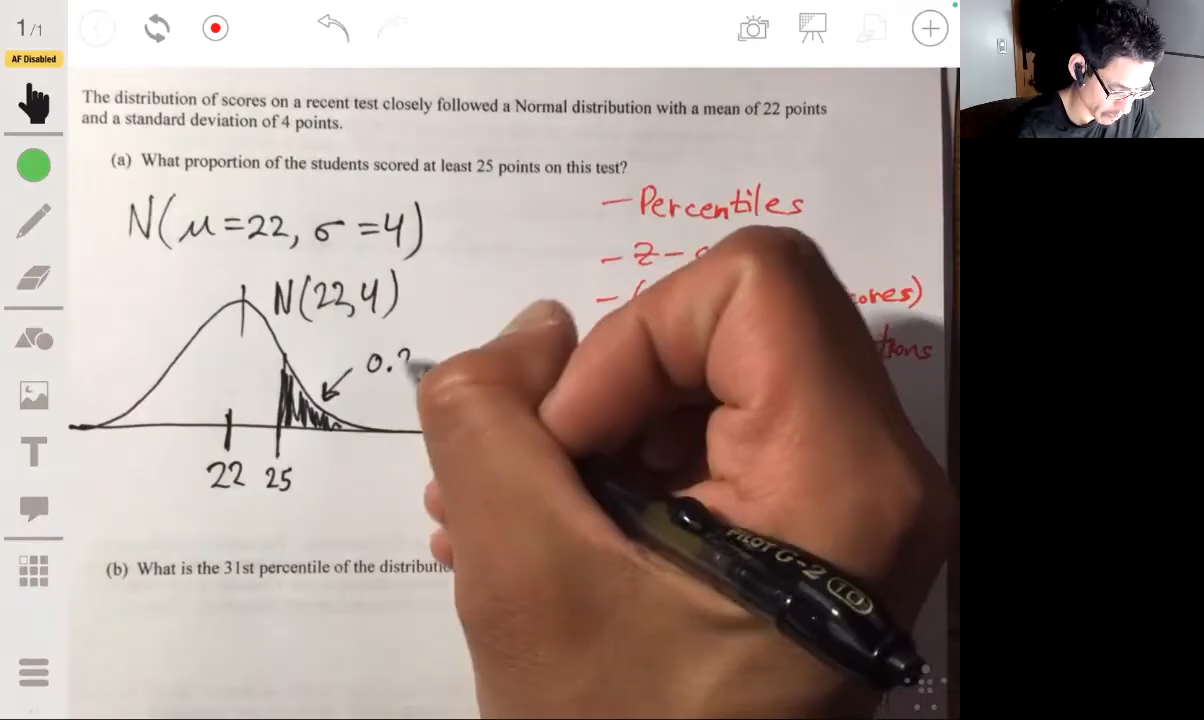 1/1
AF Disabled
The distribution of scores on a recent test closely followed a Normal distribution with a mean of 22 points
and a standard deviation of 4 points.
(a) What proportion of the students scored at least 25 points on this test?
N(μ=22, σ=4)
- Percentiles
- Z-
N(22,4)
0.2
22 25
T
PILOT G-2 10
(b) What is the 31st percentile of the